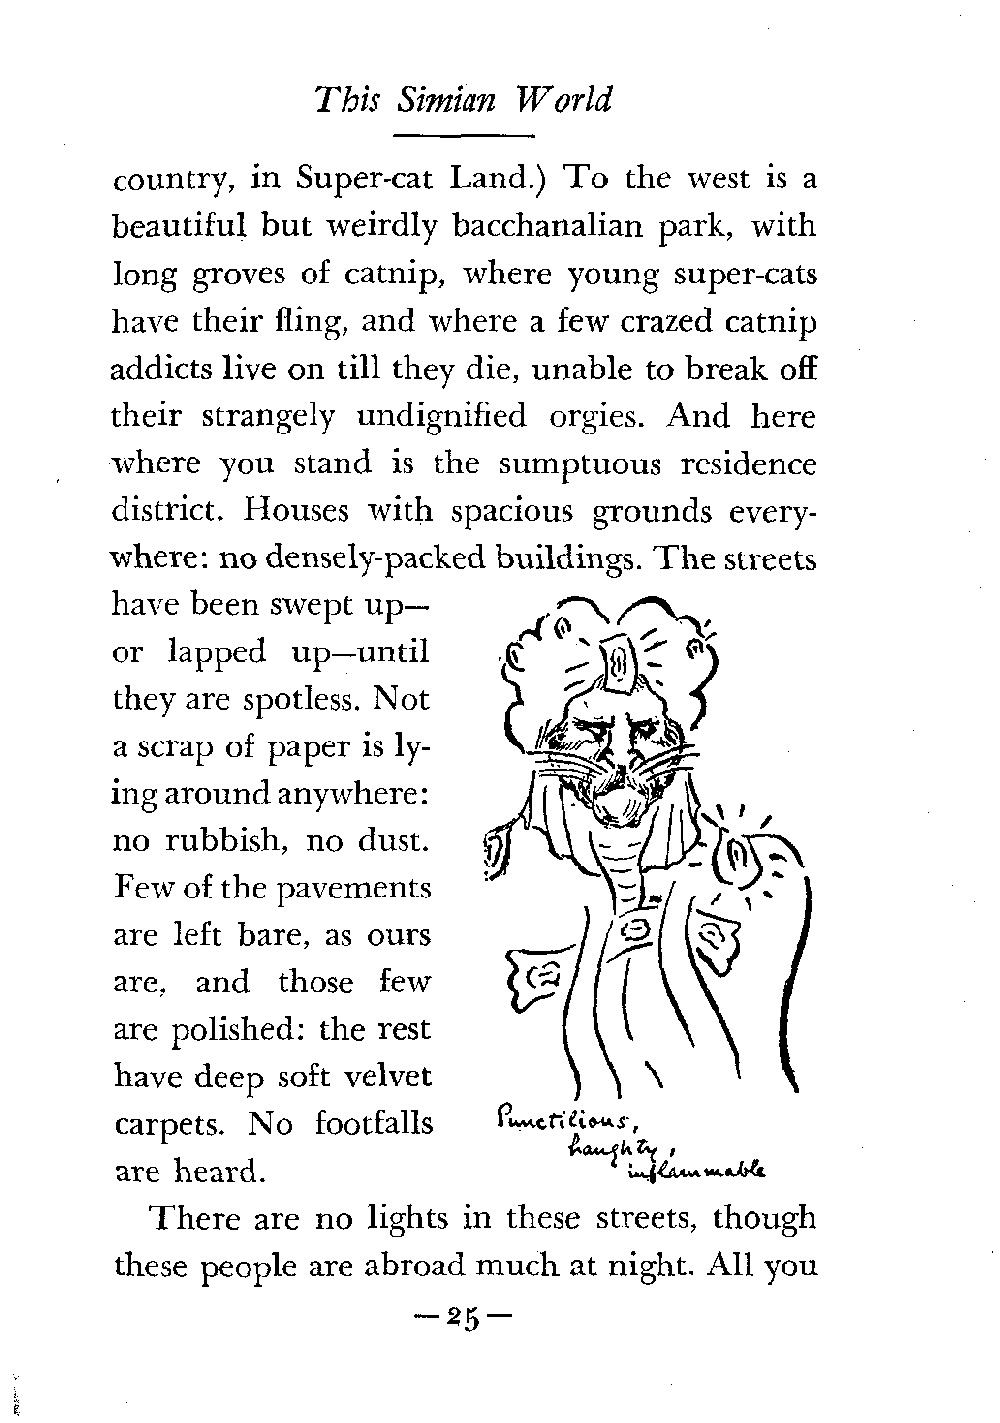 This Simian World
country, in Super-cat Land.) To the west is a
beautiful but weirdly bacchanalian park, with
long groves of catnip, where young super-cats
have their fling, and where a few crazed catnip
addicts live on till they die, unable to break off
their strangely undignified orgies. And here
where you stand is the sumptuous residence
district. Houses with spacious grounds every-
where: no densely-packed buildings. The streets
have been swept up—
or lapped up—until
they are spotless. Not
a scrap of paper is ly-
ing around anywhere:
no rubbish, no dust.
Few of the pavements
are left bare, as ours
are, and those few
are polished: the rest
have deep soft velvet
carpets. No footfalls
are heard.
Punctilious,
haughty,
inflammable
There are no lights in these streets, though
these people are abroad much at night. All you
— 25 —